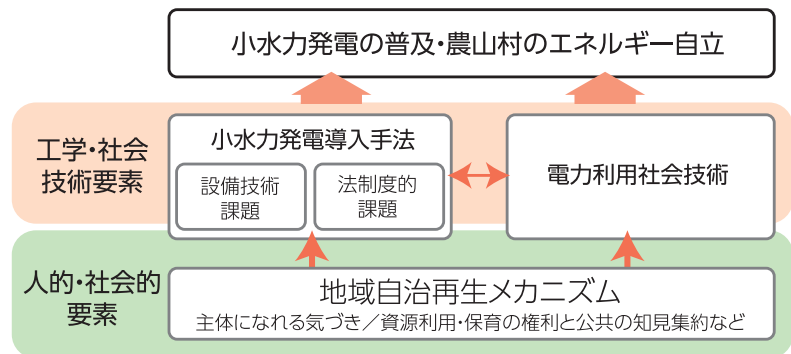 小水力発電の普及・農山村のエネルギー自立
工学・社会
技術要素
小水力発電導入手法
設備技術
課題
法制度的
課題
電力利用社会技術
人的・社会的
要素
地域自治再生メカニズム
主体になれる気づき／資源利用・保育の権利と公共の知見集約など